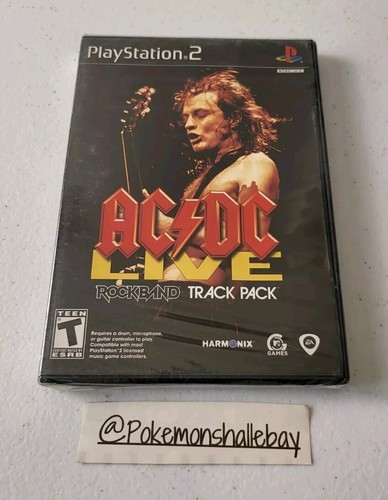 PlayStation®2
AC/DC
LIVE
ROCKBAND TRACK PACK
TEEN
T
ESRB
Requires a drum, microphone,
or guitar controller to play.
Compatible with most
PlayStation®2 licensed
music game controllers.
HARMONIX
GAMES
EA
@Pokemonshallebay